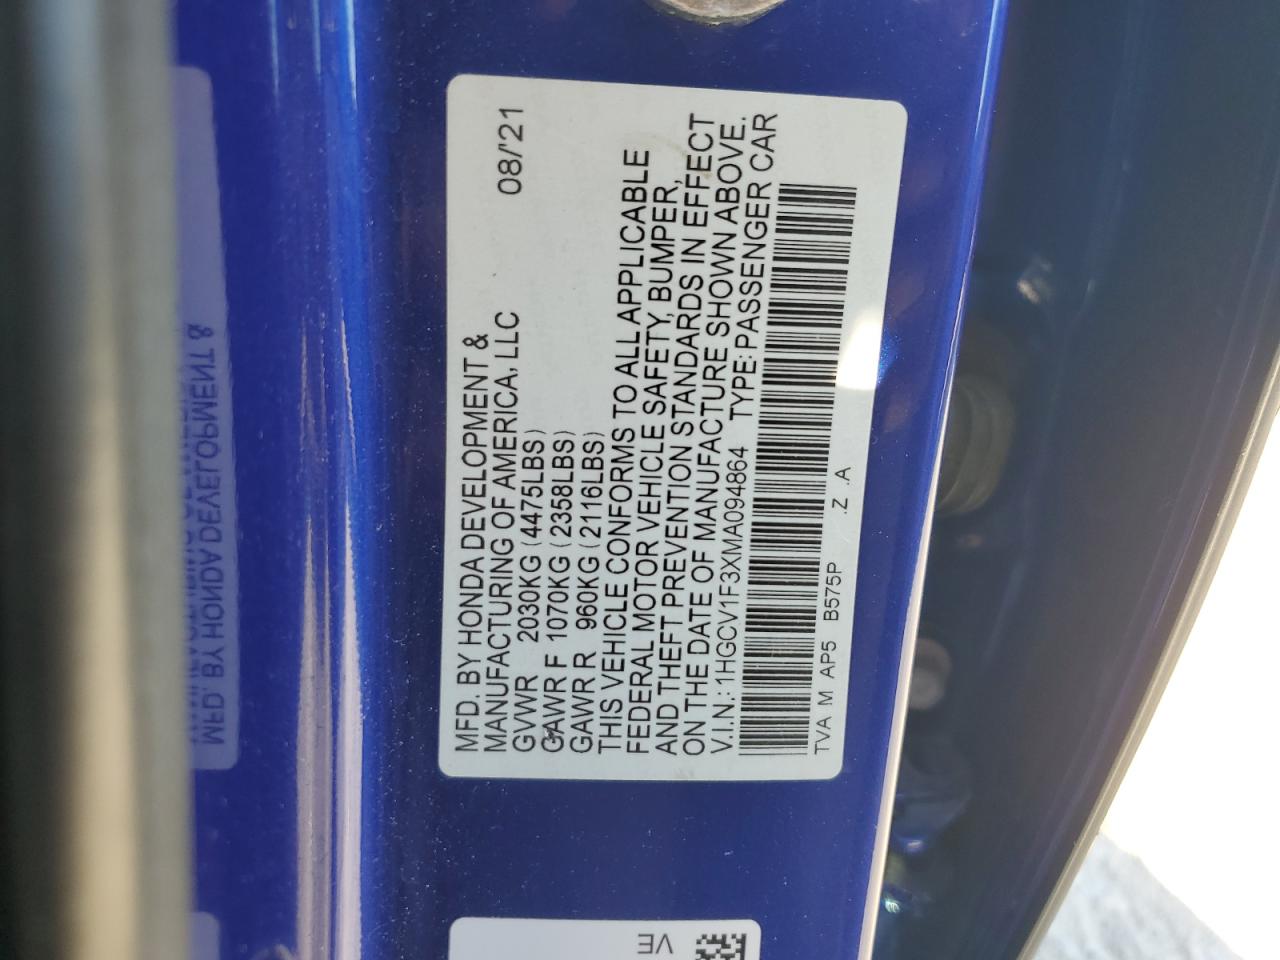 MFD. BY HONDA DEVELOPMENT &
MANUFACTURING OF AMERICA, LLC 08/'21
GVWR 2030KG (4475LBS)
GAWR F 1070KG (2358LBS)
GAWR R 960KG (2116LBS)
THIS VEHICLE CONFORMS TO ALL APPLICABLE
FEDERAL MOTOR VEHICLE SAFETY, BUMPER,
AND THEFT PREVENTION STANDARDS IN EFFECT
ON THE DATE OF MANUFACTURE SHOWN ABOVE.
V.I.N.: 1HGCV1F3XMA094864 TYPE: PASSENGER CAR
TVA M AP5 B575P .Z .A
VE
MFD. BY HONDA DEVELOPMENT &